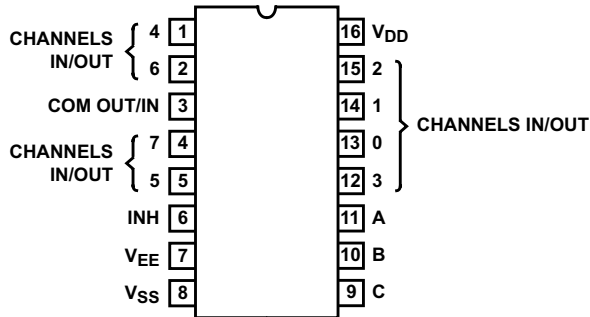 CHANNELS IN/OUT
4 1
6 2
COM OUT/IN 3
CHANNELS IN/OUT
7 4
5 5
INH 6
VEE 7
VSS 8
16 VDD
15 2
14 1
13 0
12 3
CHANNELS IN/OUT
11 A
10 B
9 C